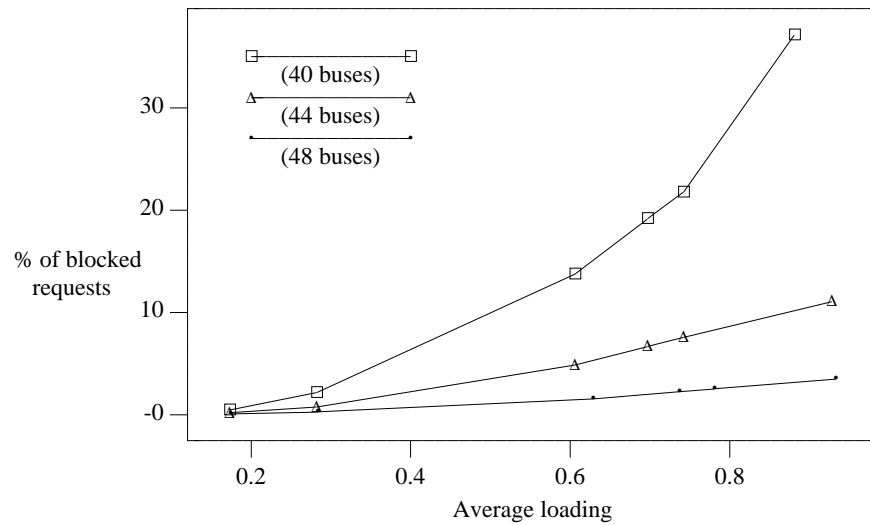 (40 buses)
(44 buses)
(48 buses)
30
20
% of blocked
requests
10
-0
0.2
0.4
0.6
0.8
Average loading